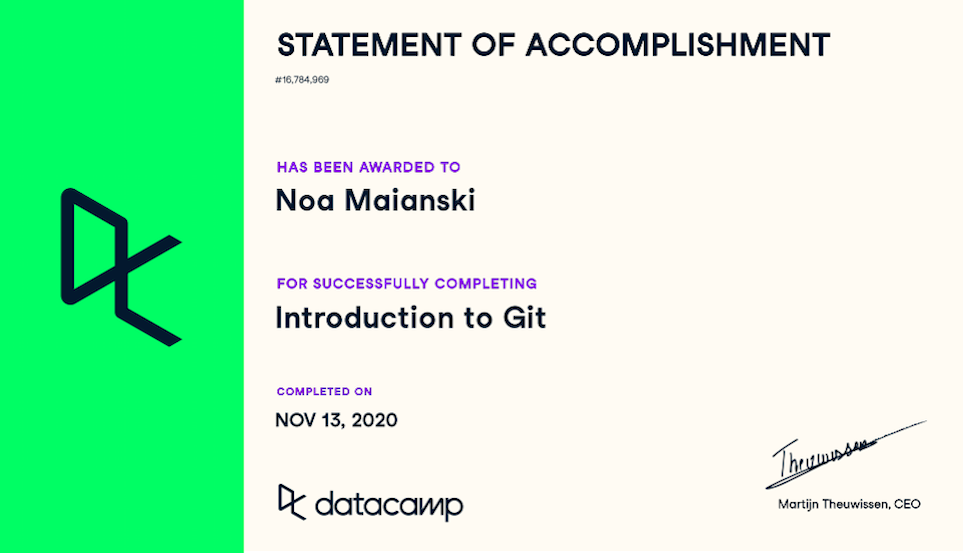 STATEMENT OF ACCOMPLISHMENT
#16,784,969
HAS BEEN AWARDED TO
Noa Maianski
FOR SUCCESSFULLY COMPLETING
Introduction to Git
COMPLETED ON
NOV 13, 2020
Theuwissen
datacamp
Martijn Theuwissen, CEO